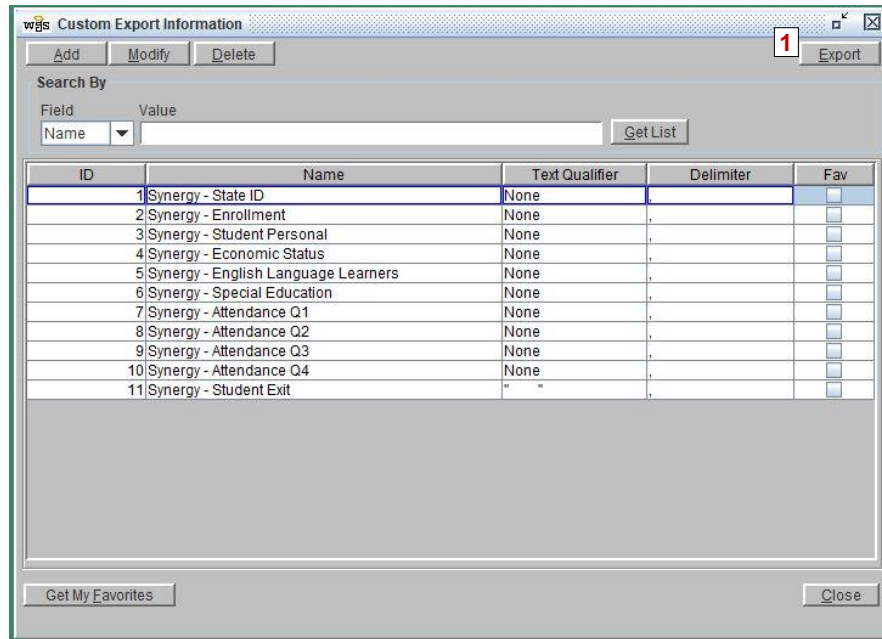 wgs Custom Export Information
Add Modify Delete 1 Export
Search By
Field Value
Name Get List
ID Name Text Qualifier Delimiter Fav
1 Synergy - State ID None ,
2 Synergy - Enrollment None ,
3 Synergy - Student Personal None ,
4 Synergy - Economic Status None ,
5 Synergy - English Language Learners None ,
6 Synergy - Special Education None ,
7 Synergy - Attendance Q1 None ,
8 Synergy - Attendance Q2 None ,
9 Synergy - Attendance Q3 None ,
10 Synergy - Attendance Q4 None ,
11 Synergy - Student Exit " " ,
Get My Favorites Close